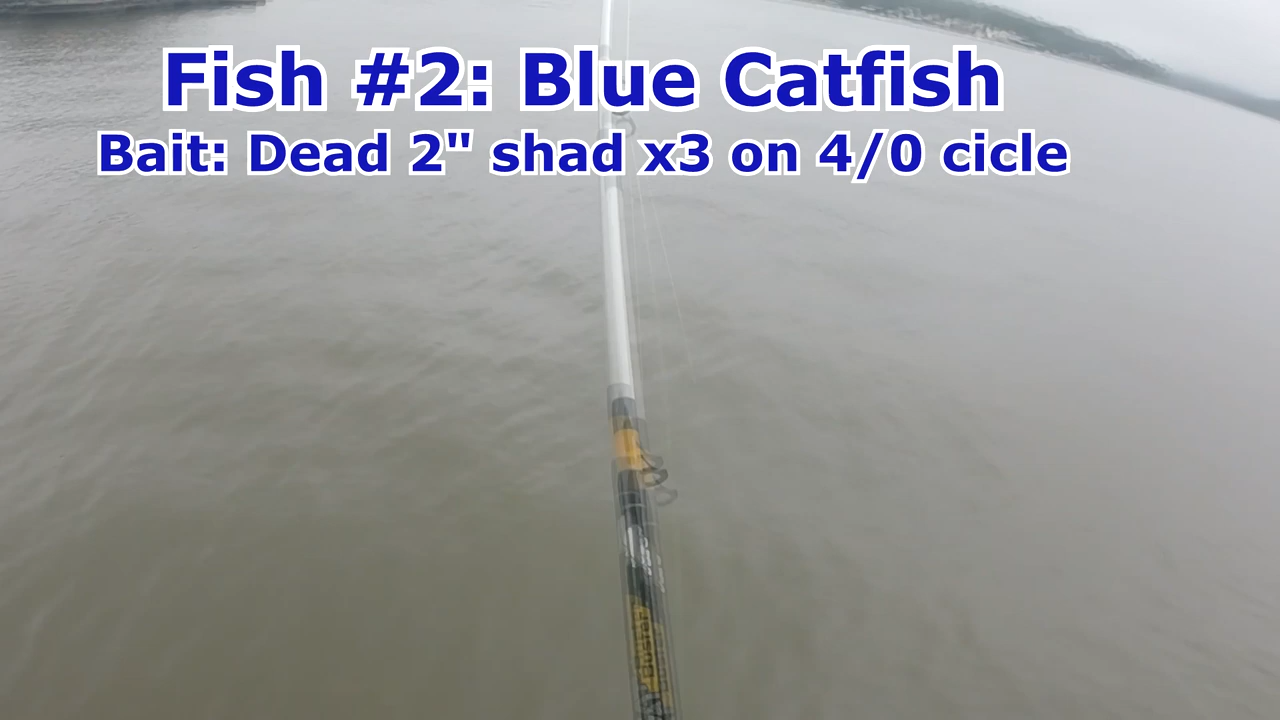 Fish #2: Blue Catfish
Bait: Dead 2" shad x3 on 4/0 cicle